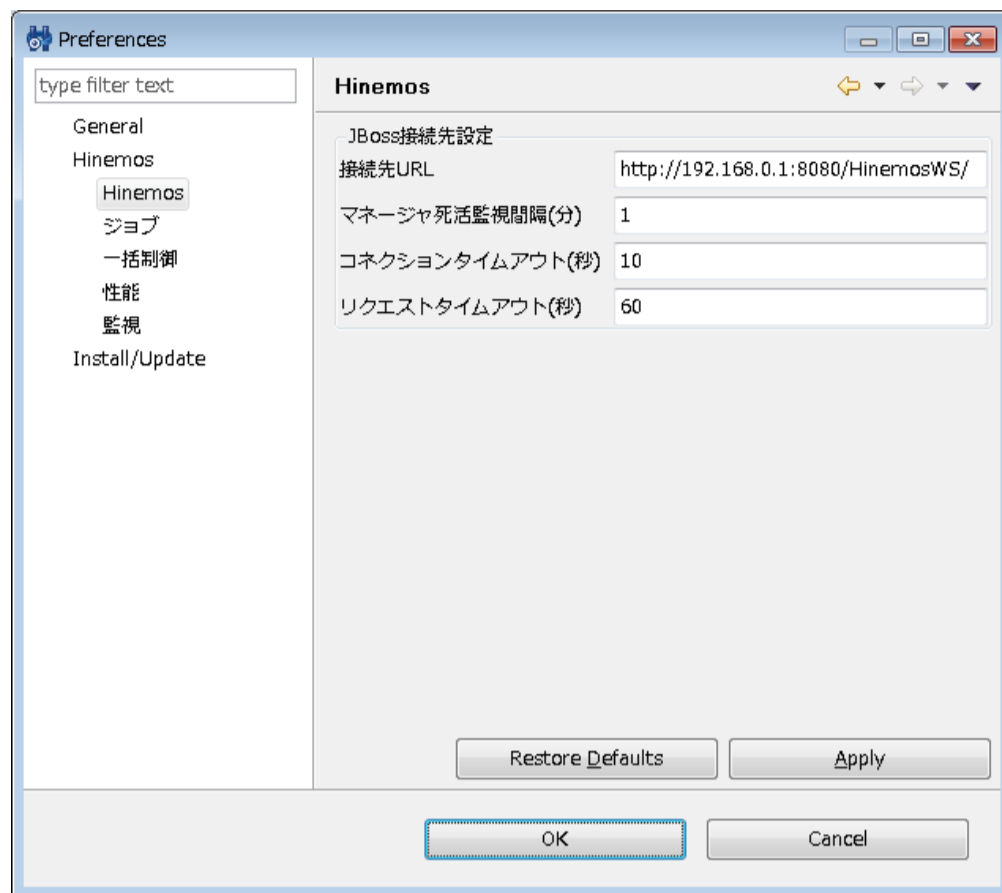 Preferences
type filter text
General
Hinemos
Hinemos
ジョブ
一括制御
性能
監視
Install/Update
Hinemos
JBoss接続先設定
接続先URL http://192.168.0.1:8080/HinemosWS/
マネージャ死活監視間隔(分) 1
コネクションタイムアウト(秒) 10
リクエストタイムアウト(秒) 60
Restore Defaults Apply
OK Cancel